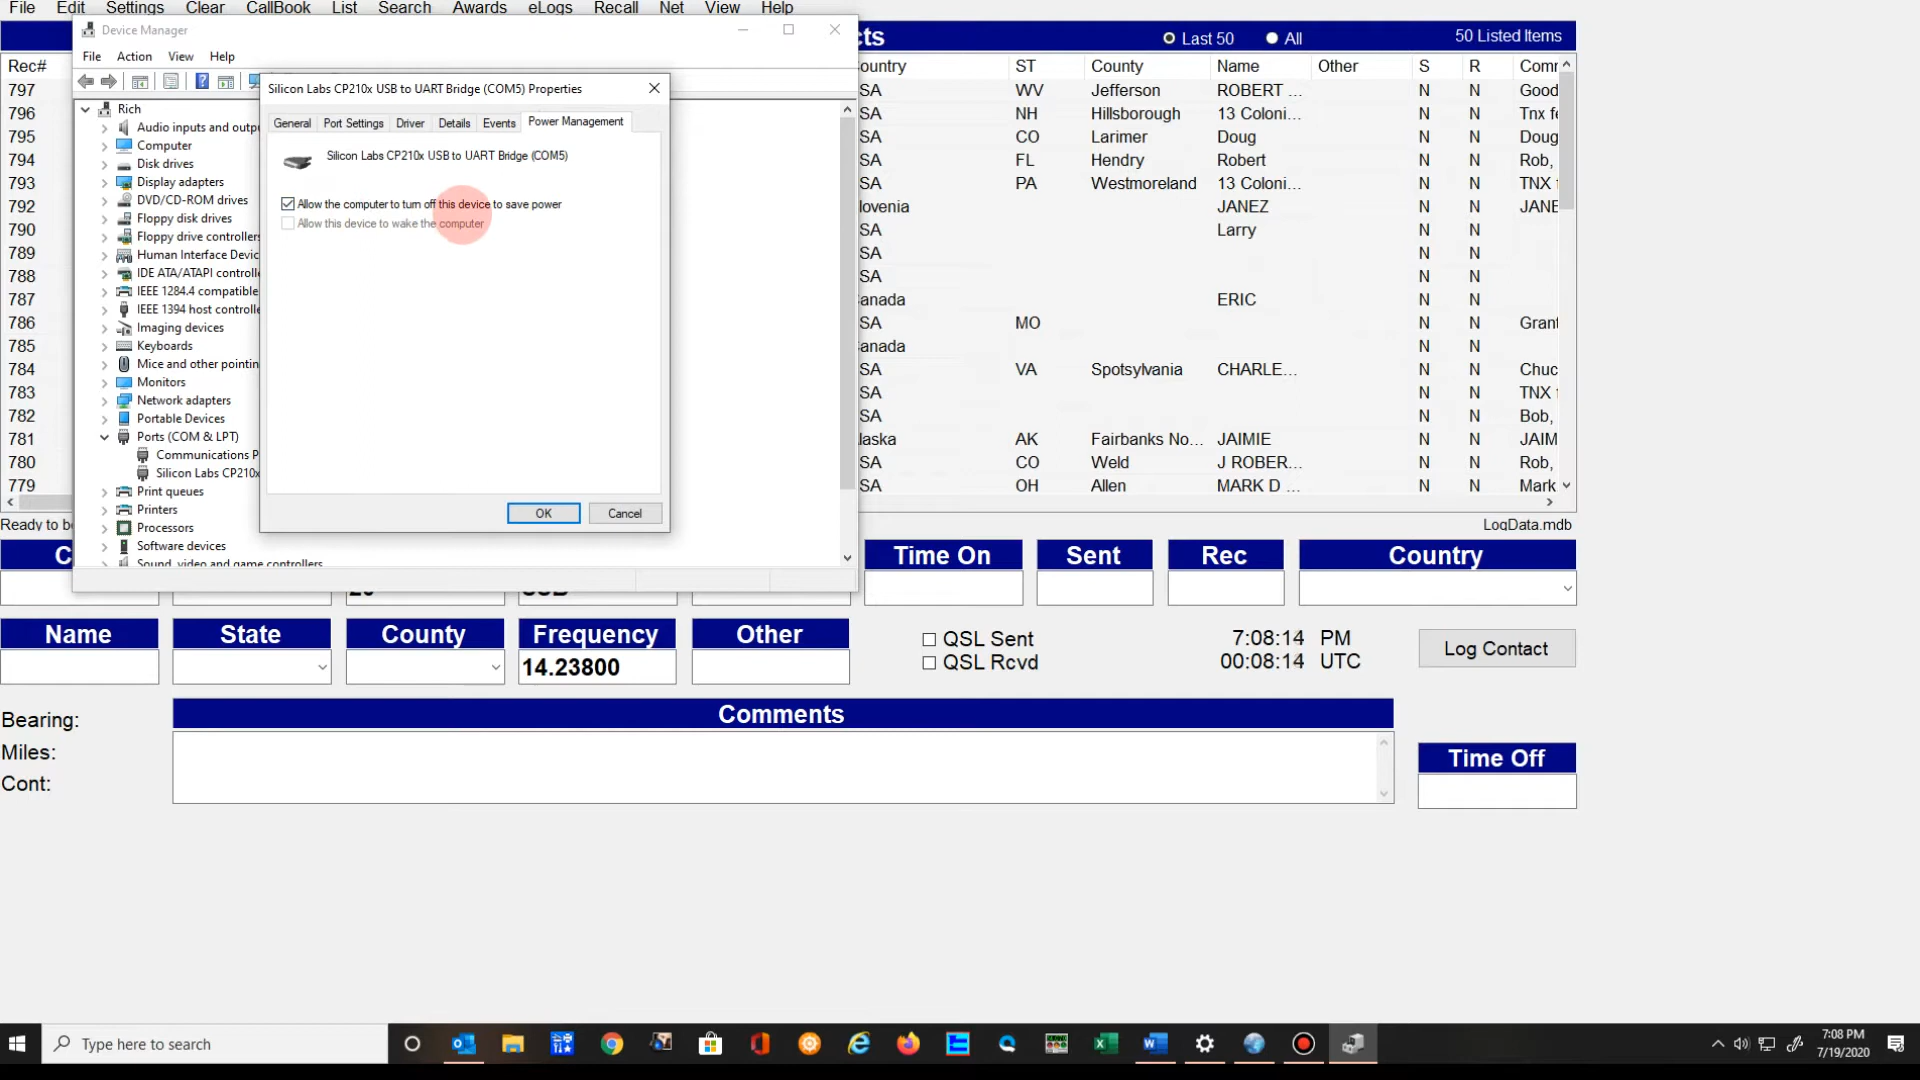 File Edit Settings Clear CallBook List Search Awards eLogs Recall Net View Help
Device Manager
File Action View Help
Silicon Labs CP210x USB to UART Bridge (COM5) Properties
General Port Settings Driver Details Events Power Management
Silicon Labs CP210x USB to UART Bridge (COM5)
Allow the computer to turn off this device to save power
Allow this device to wake the computer
OK Cancel
Rich
Audio inputs and outpu
Computer
Disk drives
Display adapters
DVD/CD-ROM drives
Floppy disk drives
Floppy drive controllers
Human Interface Devic
IDE ATA/ATAPI controlle
IEEE 1284.4 compatible
IEEE 1394 host controlle
Imaging devices
Keyboards
Mice and other pointin
Monitors
Network adapters
Portable Devices
Ports (COM & LPT)
Communications P
Silicon Labs CP210x
Print queues
Printers
Processors
Software devices
Sound, video and game controllers
cts Last 50 All 50 Listed Items
Rec# ountry ST County Name Other S R Comm
797 SA WV Jefferson ROBERT ... N N Good
796 SA NH Hillsborough 13 Coloni... N N Tnx fe
795 SA CO Larimer Doug N N Doug
794 SA FL Hendry Robert N N Rob,
793 SA PA Westmoreland 13 Coloni... N N TNX
792 lovenia JANEZ N N JANE
790 SA Larry N N
789 SA N N
788 SA N N
787 anada ERIC N N
786 SA MO N N Grant
785 anada N N
784 SA VA Spotsylvania CHARLE... N N Chuc
783 SA N N TNX f
782 SA N N Bob,
781 laska AK Fairbanks No... JAIMIE N N JAIM
780 SA CO Weld J ROBER... N N Rob,
779 SA OH Allen MARK D ... N N Mark
Ready to be LogData.mdb
C Time On Sent Rec Country
20 USB
Name State County Frequency Other
14.23800
QSL Sent 7:08:14 PM
QSL Rcvd 00:08:14 UTC
Log Contact
Bearing:
Miles:
Cont:
Comments
Time Off
Type here to search
7:08 PM
7/19/2020